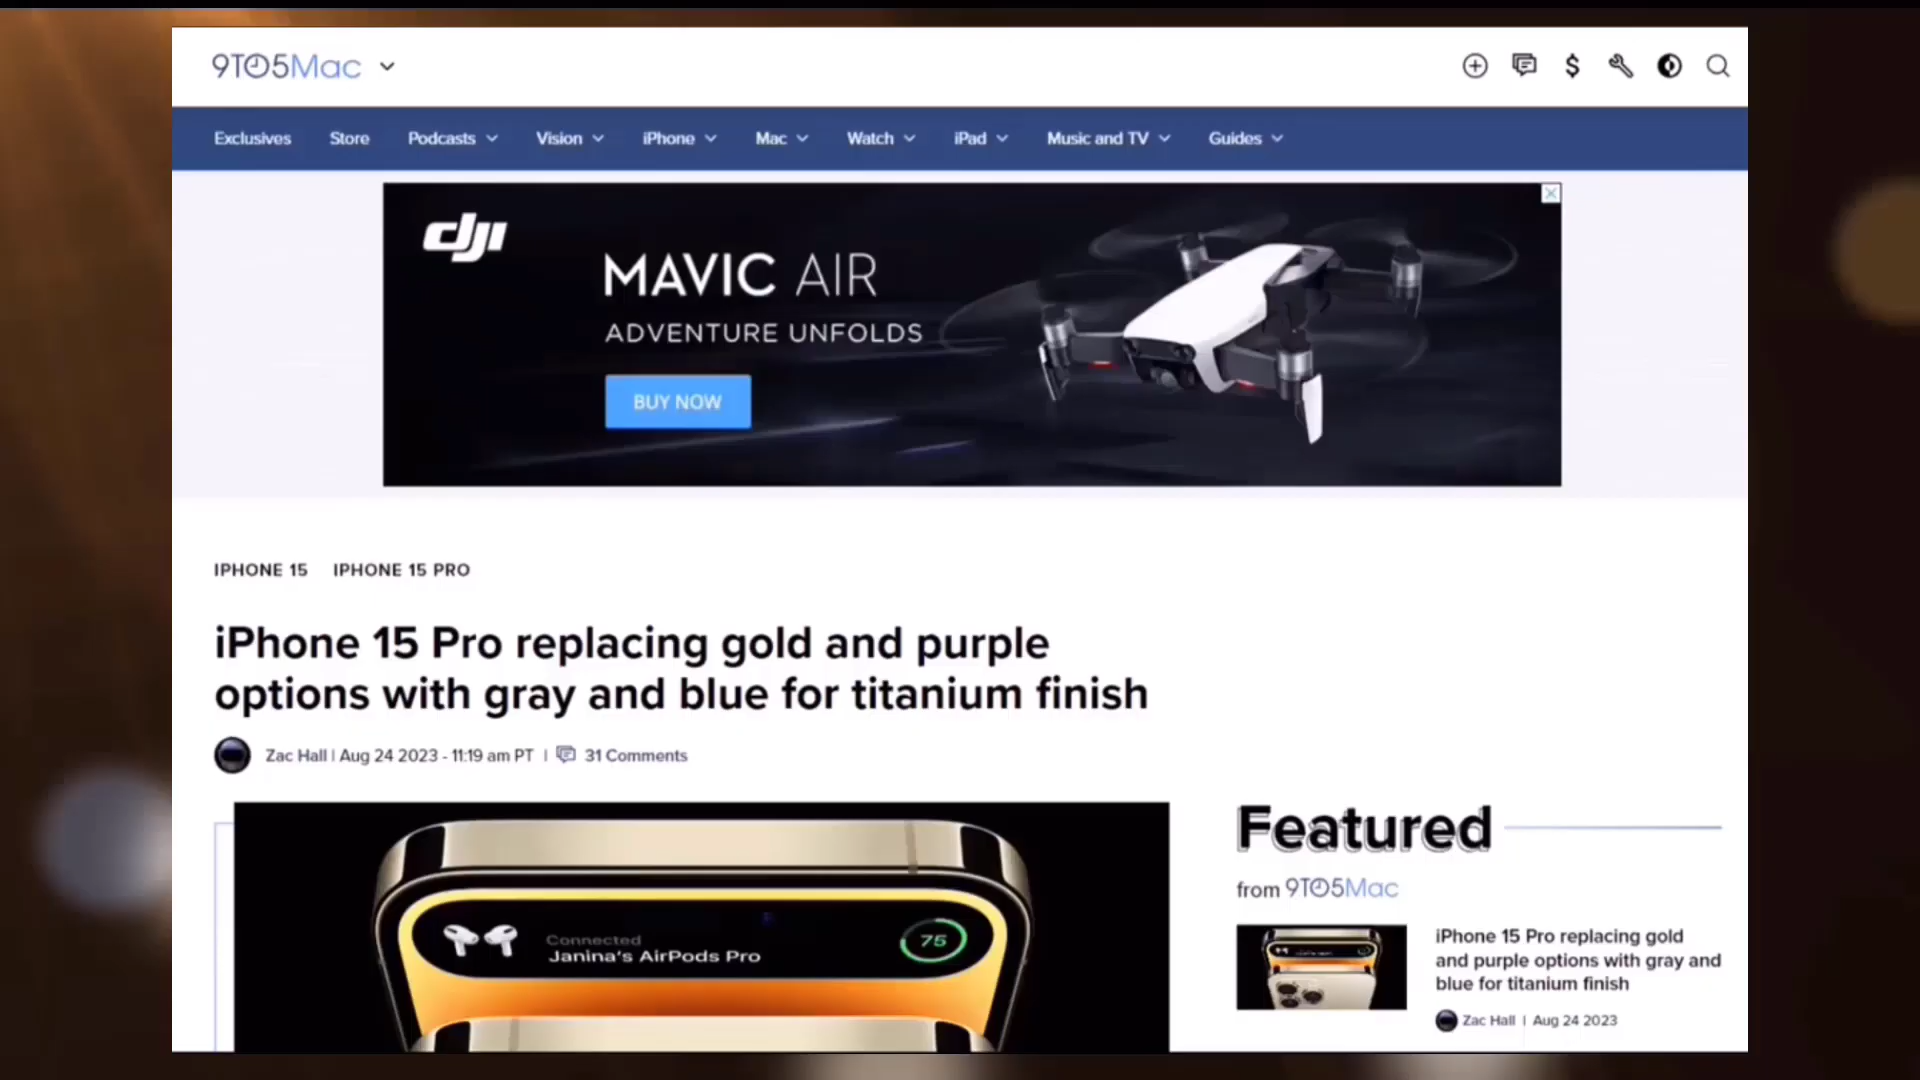 9TO5Mac
Exclusives Store Podcasts Vision iPhone Mac Watch iPad Music and TV Guides
dji
MAVIC AIR
ADVENTURE UNFOLDS
BUY NOW
IPHONE 15 IPHONE 15 PRO
iPhone 15 Pro replacing gold and purple
options with gray and blue for titanium finish
Zac Hall | Aug 24 2023 - 11:19 am PT | 31 Comments
Connected
Janina's AirPods Pro
75
Featured
from 9TO5Mac
iPhone 15 Pro replacing gold
and purple options with gray and
blue for titanium finish
Zac Hall | Aug 24 2023